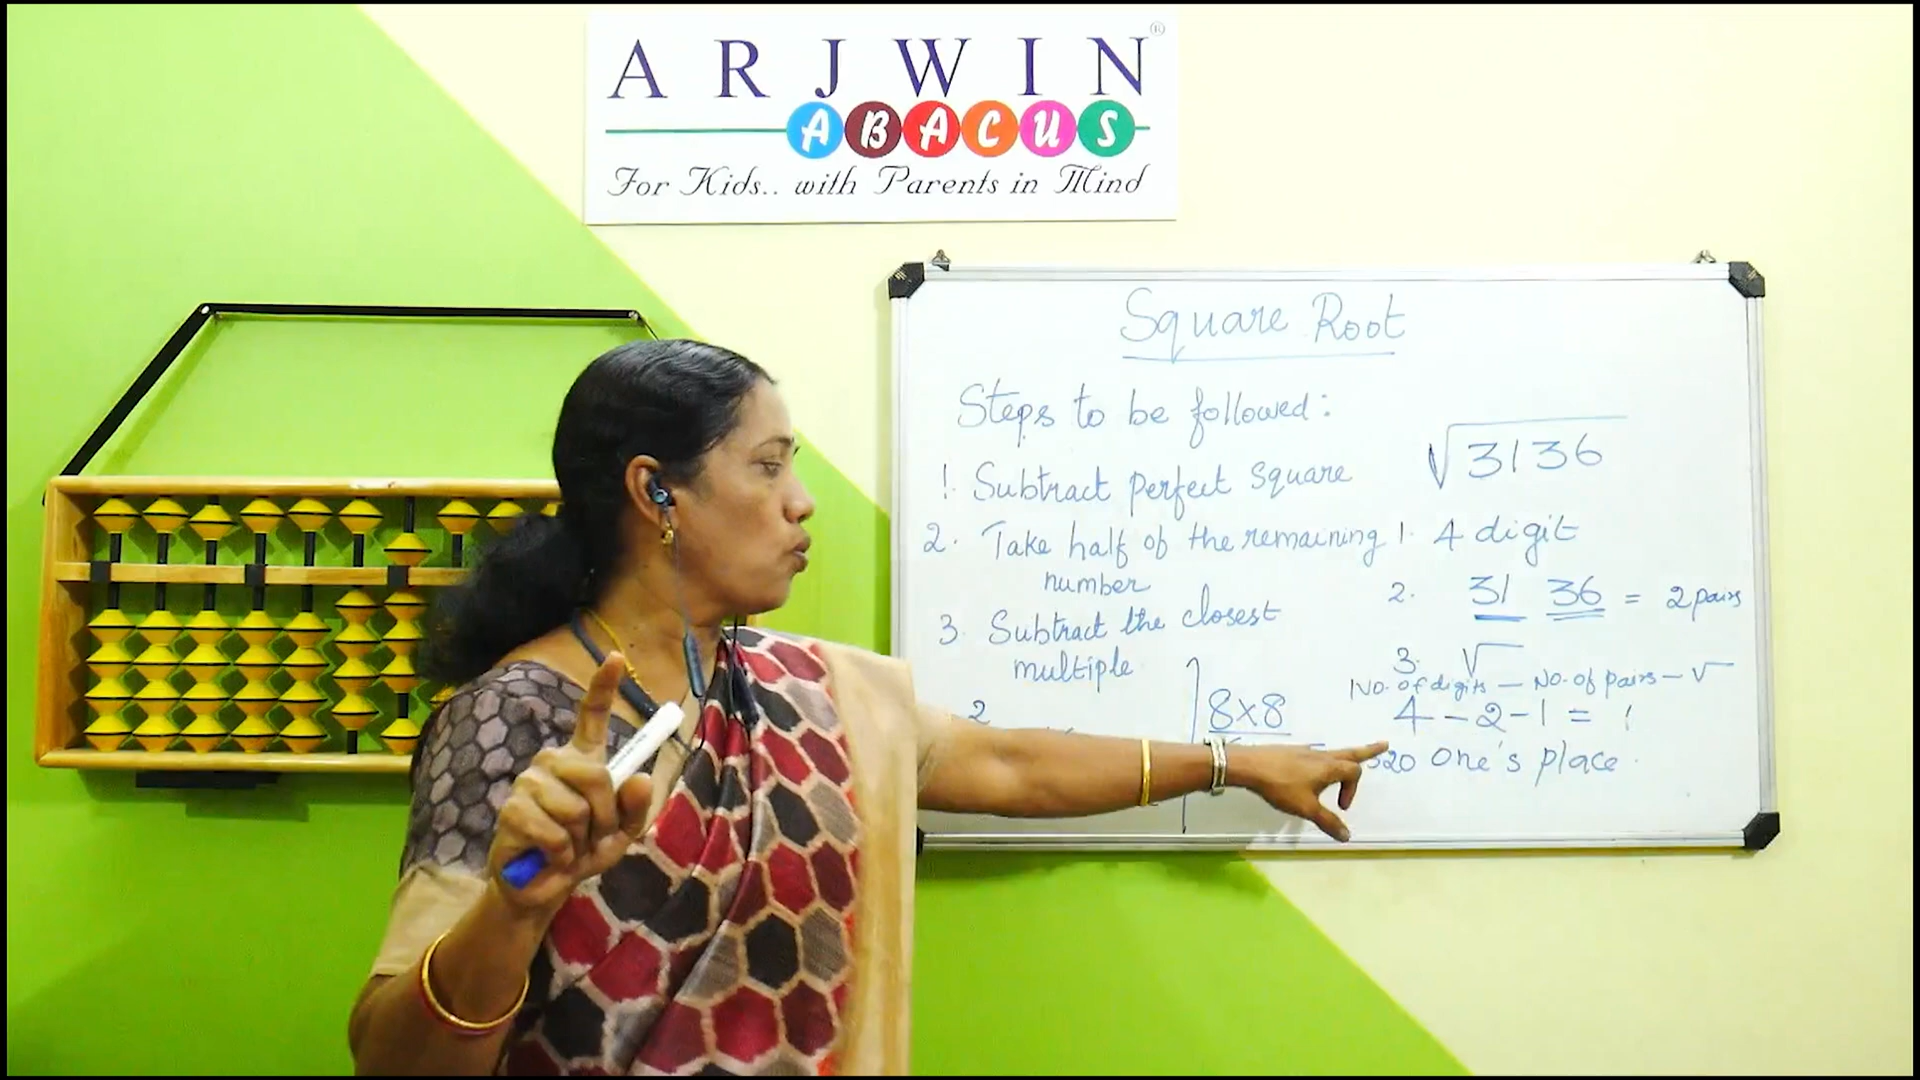 ARJWIN®
ABACUS
For Kids.. with Parents in Mind
Square Root
Steps to be followed:
1. Subtract perfect square
2. Take half of the remaining
number
3. Subtract the closest
multiple
2
8x8
√3136
1. 4 digit
2. 31 36 = 2 pairs
3. √
No. of digits — No. of pairs — √
4 - 2 - 1 = 1
One's place